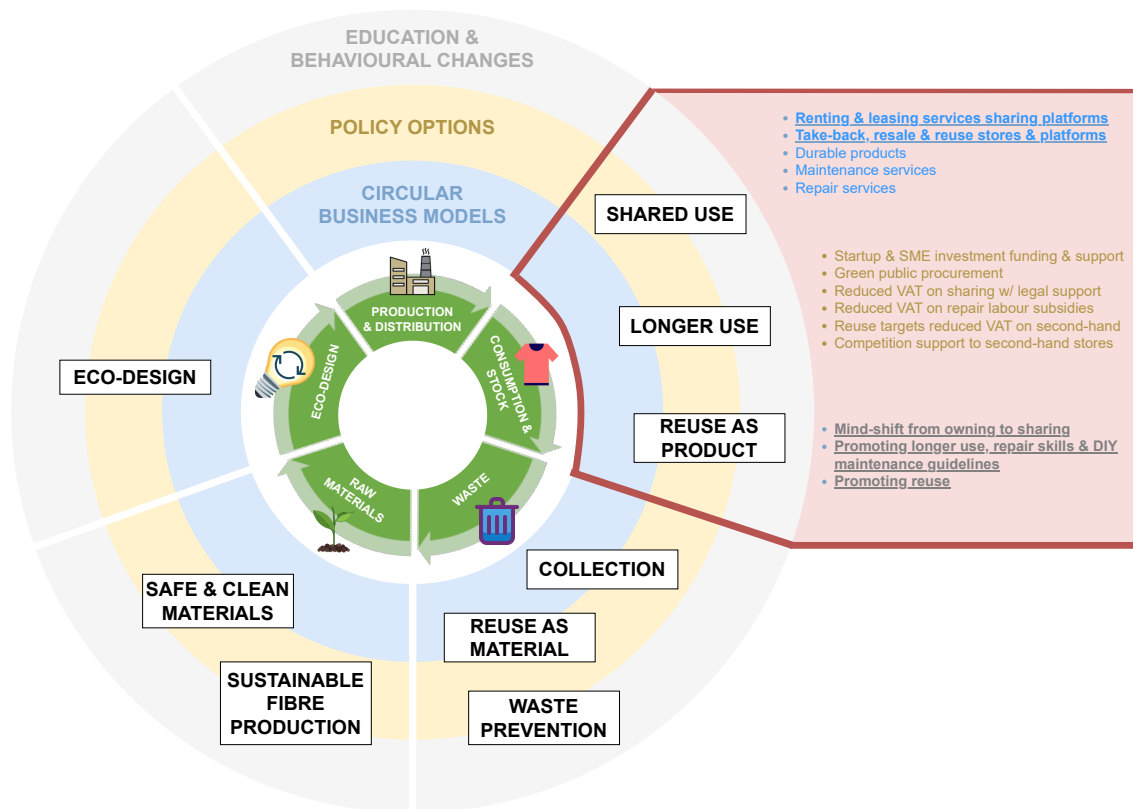 EDUCATION &
BEHAVIOURAL CHANGES
POLICY OPTIONS
CIRCULAR
BUSINESS MODELS
PRODUCTION
& DISTRIBUTION
CONSUMPTION &
STOCK
WASTE
RAW
MATERIALS
ECO-DESIGN
ECO-DESIGN
SHARED USE
LONGER USE
REUSE AS
PRODUCT
COLLECTION
REUSE AS
MATERIAL
WASTE
PREVENTION
SAFE & CLEAN
MATERIALS
SUSTAINABLE
FIBRE
PRODUCTION
• Renting & leasing services sharing platforms
• Take-back, resale & reuse stores & platforms
• Durable products
• Maintenance services
• Repair services
• Startup & SME investment funding & support
• Green public procurement
• Reduced VAT on sharing w/ legal support
• Reduced VAT on repair labour subsidies
• Reuse targets reduced VAT on second-hand
• Competition support to second-hand stores
• Mind-shift from owning to sharing
• Promoting longer use, repair skills & DIY
maintenance guidelines
• Promoting reuse